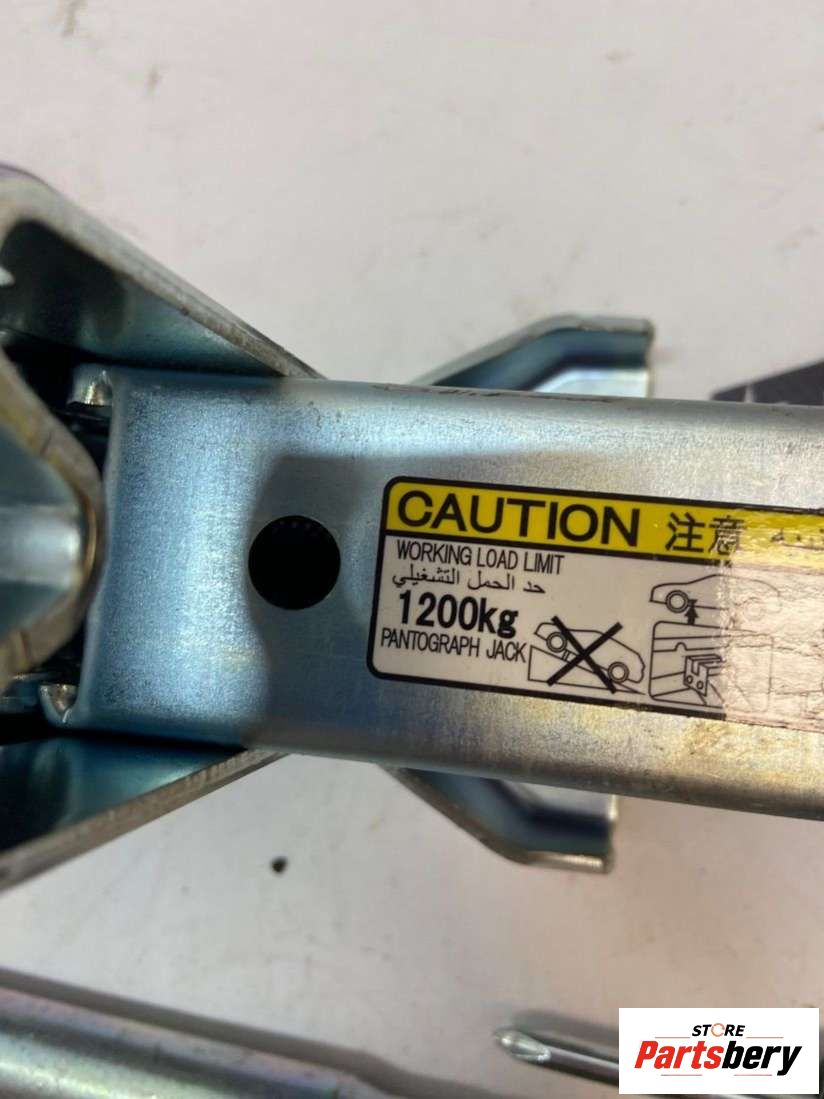 CAUTION 注意
WORKING LOAD LIMIT
حد الحمل التشغيلي
1200kg
PANTOGRAPH JACK
STORE
Partsbery